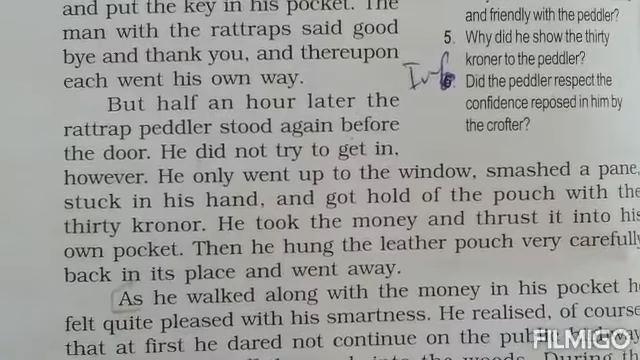 and put the key in his pocket. The
man with the rattraps said good
bye and thank you, and thereupon
each went his own way.
But half an hour later the
rattrap peddler stood again before
the door. He did not try to get in,
however. He only went up to the window, smashed a pane,
stuck in his hand, and got hold of the pouch with the
thirty kronor. He took the money and thrust it into his
own pocket. Then he hung the leather pouch very carefully
back in its place and went away.
As he walked along with the money in his pocket he
felt quite pleased with his smartness. He realised, of course
that at first he dared not continue on the public
the woods. During
and friendly with the peddler?
5. Why did he show the thirty
kroner to the peddler?
6. Did the peddler respect the
confidence reposed in him by
the crofter?
FILMIGO